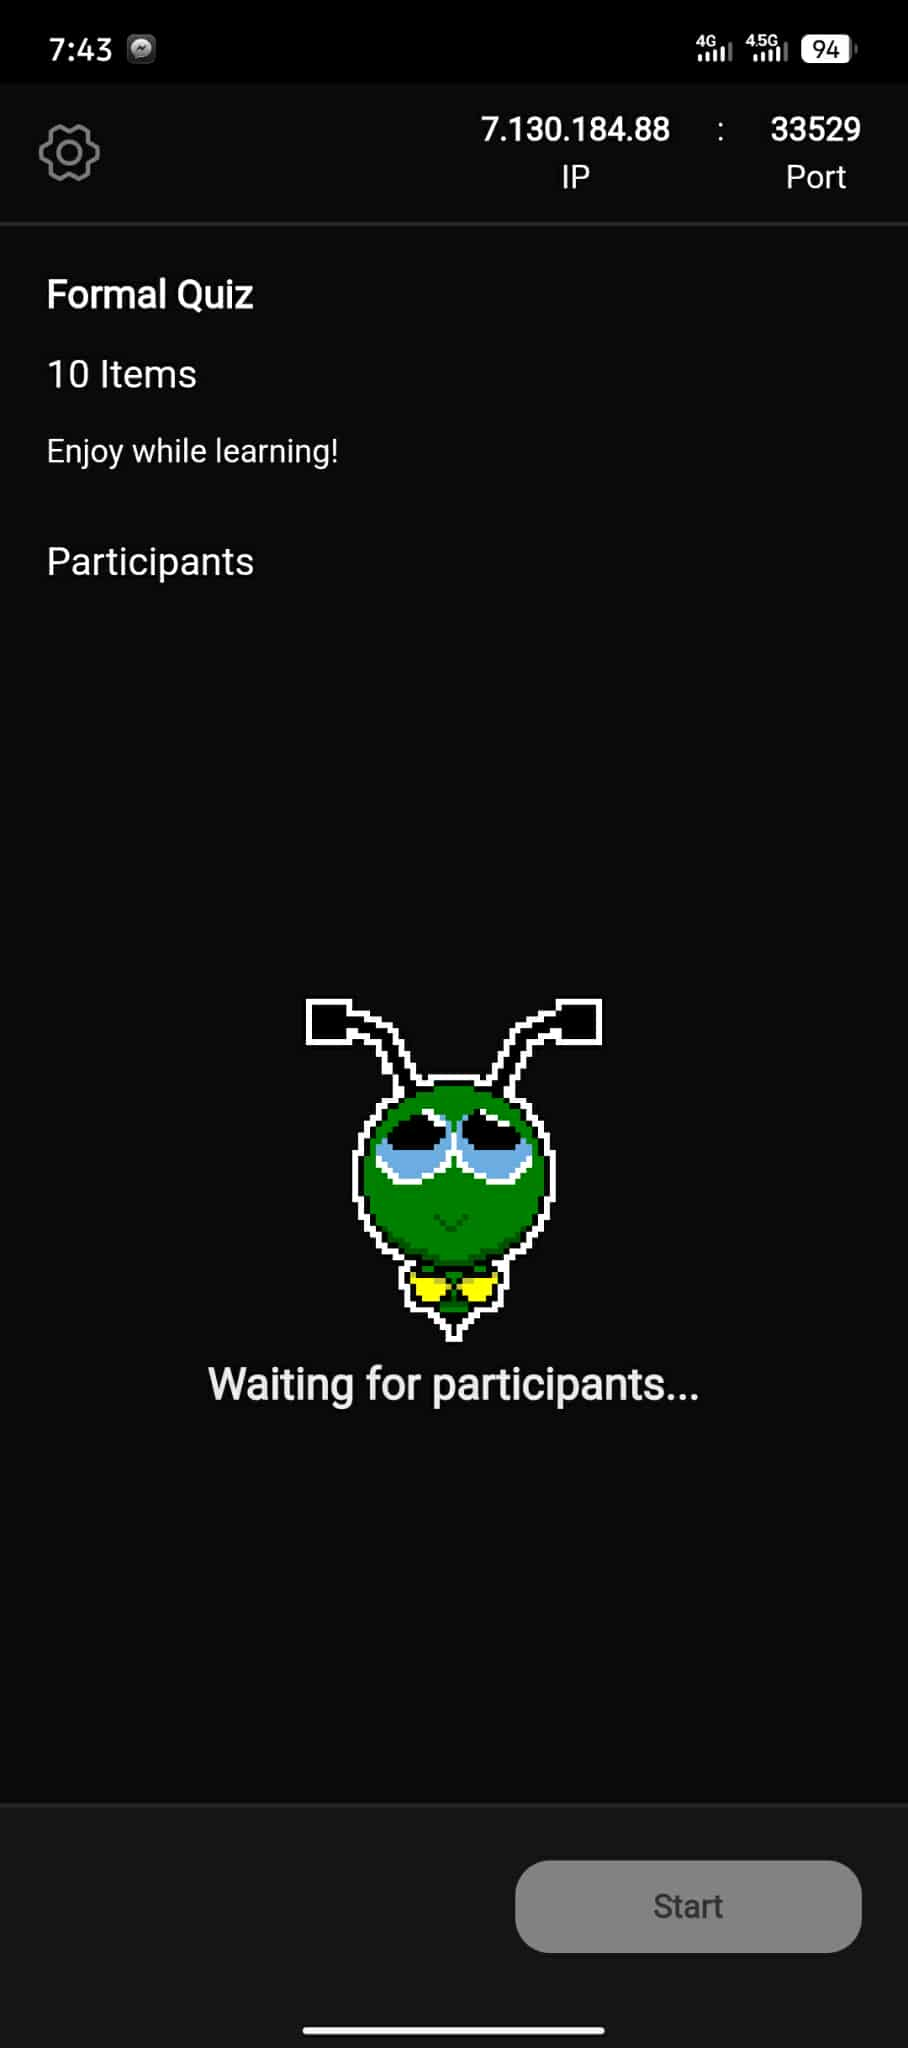 7:43 4G 4.5G 94
7.130.184.88 : 33529
IP Port
Formal Quiz
10 Items
Enjoy while learning!
Participants
Waiting for participants...
Start